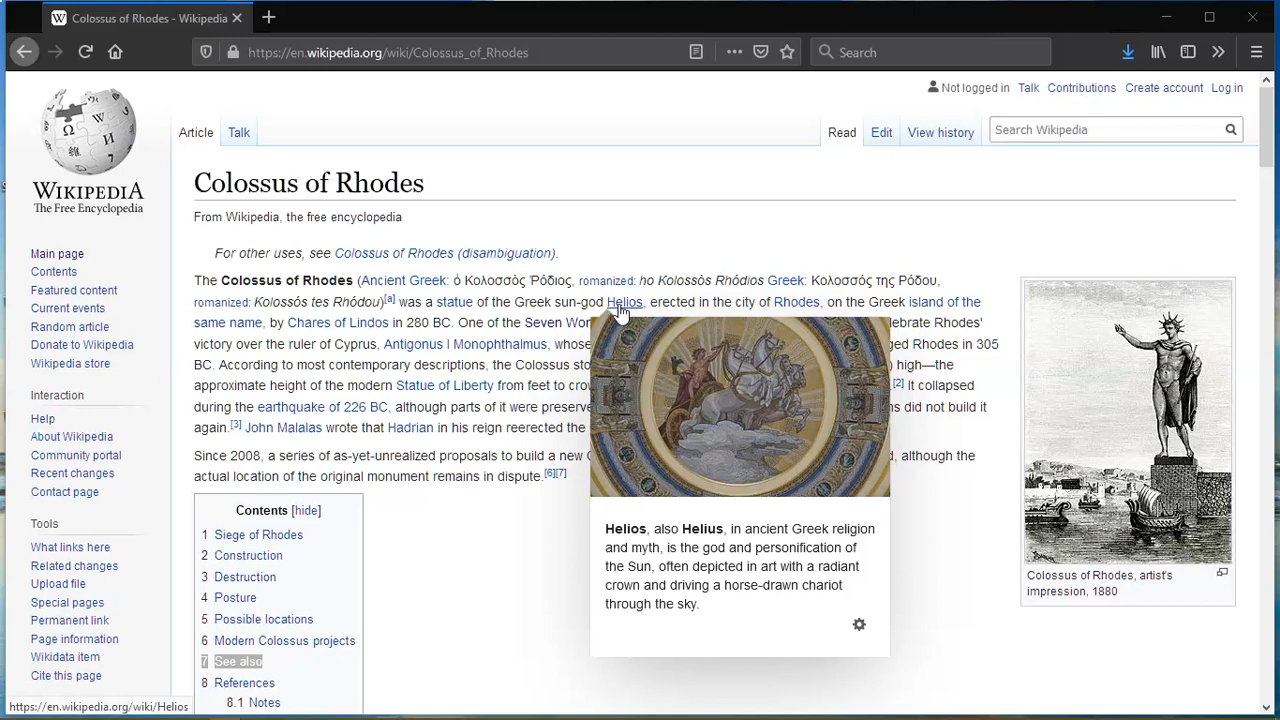 Colossus of Rhodes - Wikipedia
https://en.wikipedia.org/wiki/Colossus_of_Rhodes
Search
Not logged in Talk Contributions Create account Log in
Article Talk Read Edit View history Search Wikipedia
WIKIPEDIA
The Free Encyclopedia
Main page
Contents
Featured content
Current events
Random article
Donate to Wikipedia
Wikipedia store
Interaction
Help
About Wikipedia
Community portal
Recent changes
Contact page
Tools
What links here
Related changes
Upload file
Special pages
Permanent link
Page information
Wikidata item
Cite this page
https://en.wikipedia.org/wiki/Helios
Colossus of Rhodes
From Wikipedia, the free encyclopedia
For other uses, see Colossus of Rhodes (disambiguation).
The Colossus of Rhodes (Ancient Greek: ὁ Κολοσσὸς Ῥόδιος, romanized: ho Kolossòs Rhódios Greek: Κολοσσός της Ρόδου,
romanized: Kolossós tes Rhódou)[a] was a statue of the Greek sun-god Helios, erected in the city of Rhodes, on the Greek island of the
same name, by Chares of Lindos in 280 BC. One of the Seven Wor lebrate Rhodes'
victory over the ruler of Cyprus, Antigonus I Monophthalmus, whose ged Rhodes in 305
BC. According to most contemporary descriptions, the Colossus sto ) high—the
approximate height of the modern Statue of Liberty from feet to crow .[2] It collapsed
during the earthquake of 226 BC, although parts of it were preserve ns did not build it
again.[3] John Malalas wrote that Hadrian in his reign reerected the
Since 2008, a series of as-yet-unrealized proposals to build a new C , although the
actual location of the original monument remains in dispute.[6][7]
Helios, also Helius, in ancient Greek religion
and myth, is the god and personification of
the Sun, often depicted in art with a radiant
crown and driving a horse-drawn chariot
through the sky.
Contents [hide]
1 Siege of Rhodes
2 Construction
3 Destruction
4 Posture
5 Possible locations
6 Modern Colossus projects
7 See also
8 References
8.1 Notes
Colossus of Rhodes, artist's
impression, 1880